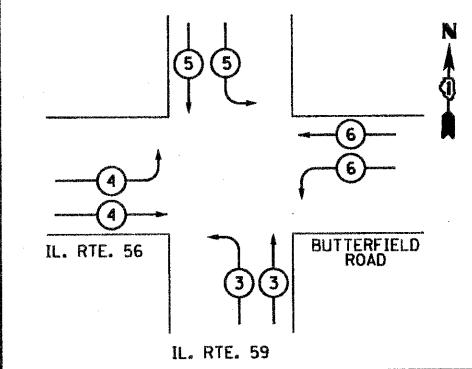 5 5
N
6
4 6
4
IL. RTE. 56
BUTTERFIELD
ROAD
3 3
IL. RTE. 59